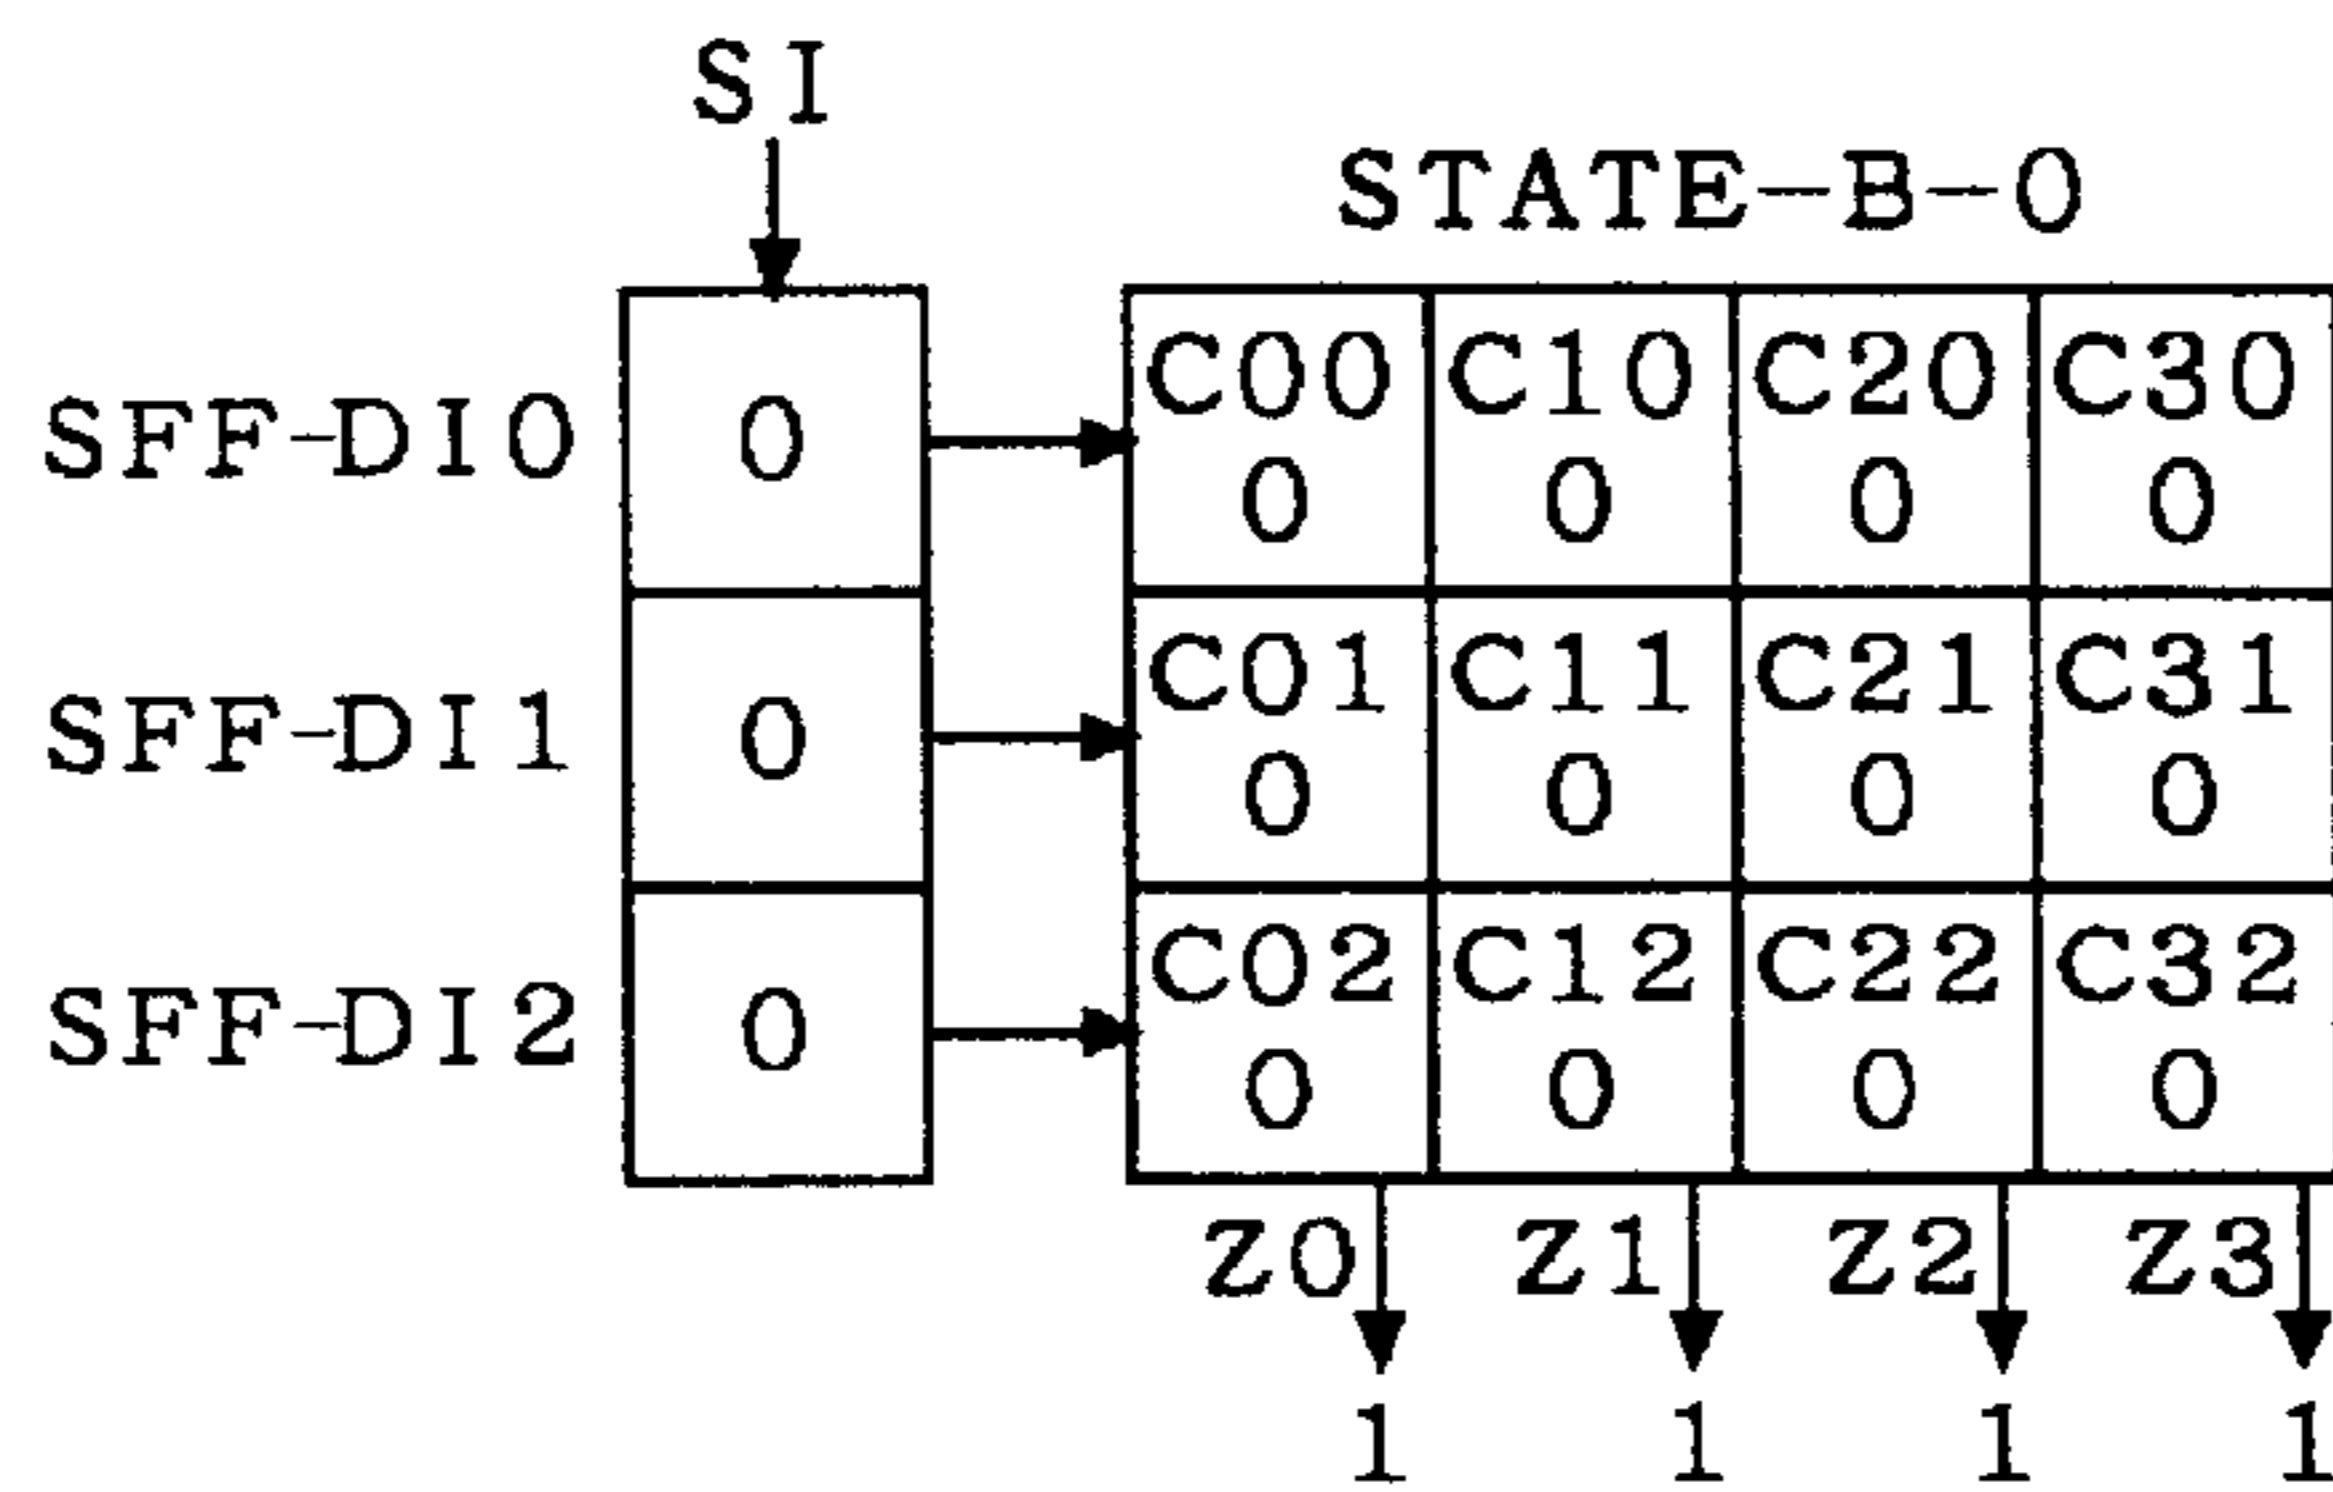 SI
STATE-B-0
C00 C10 C20 C30
SFF-DI0 0 0 0 0 0
C01 C11 C21 C31
SFF-DI1 0 0 0 0 0
C02 C12 C22 C32
SFF-DI2 0 0 0 0 0
Z0 Z1 Z2 Z3
1 1 1 1